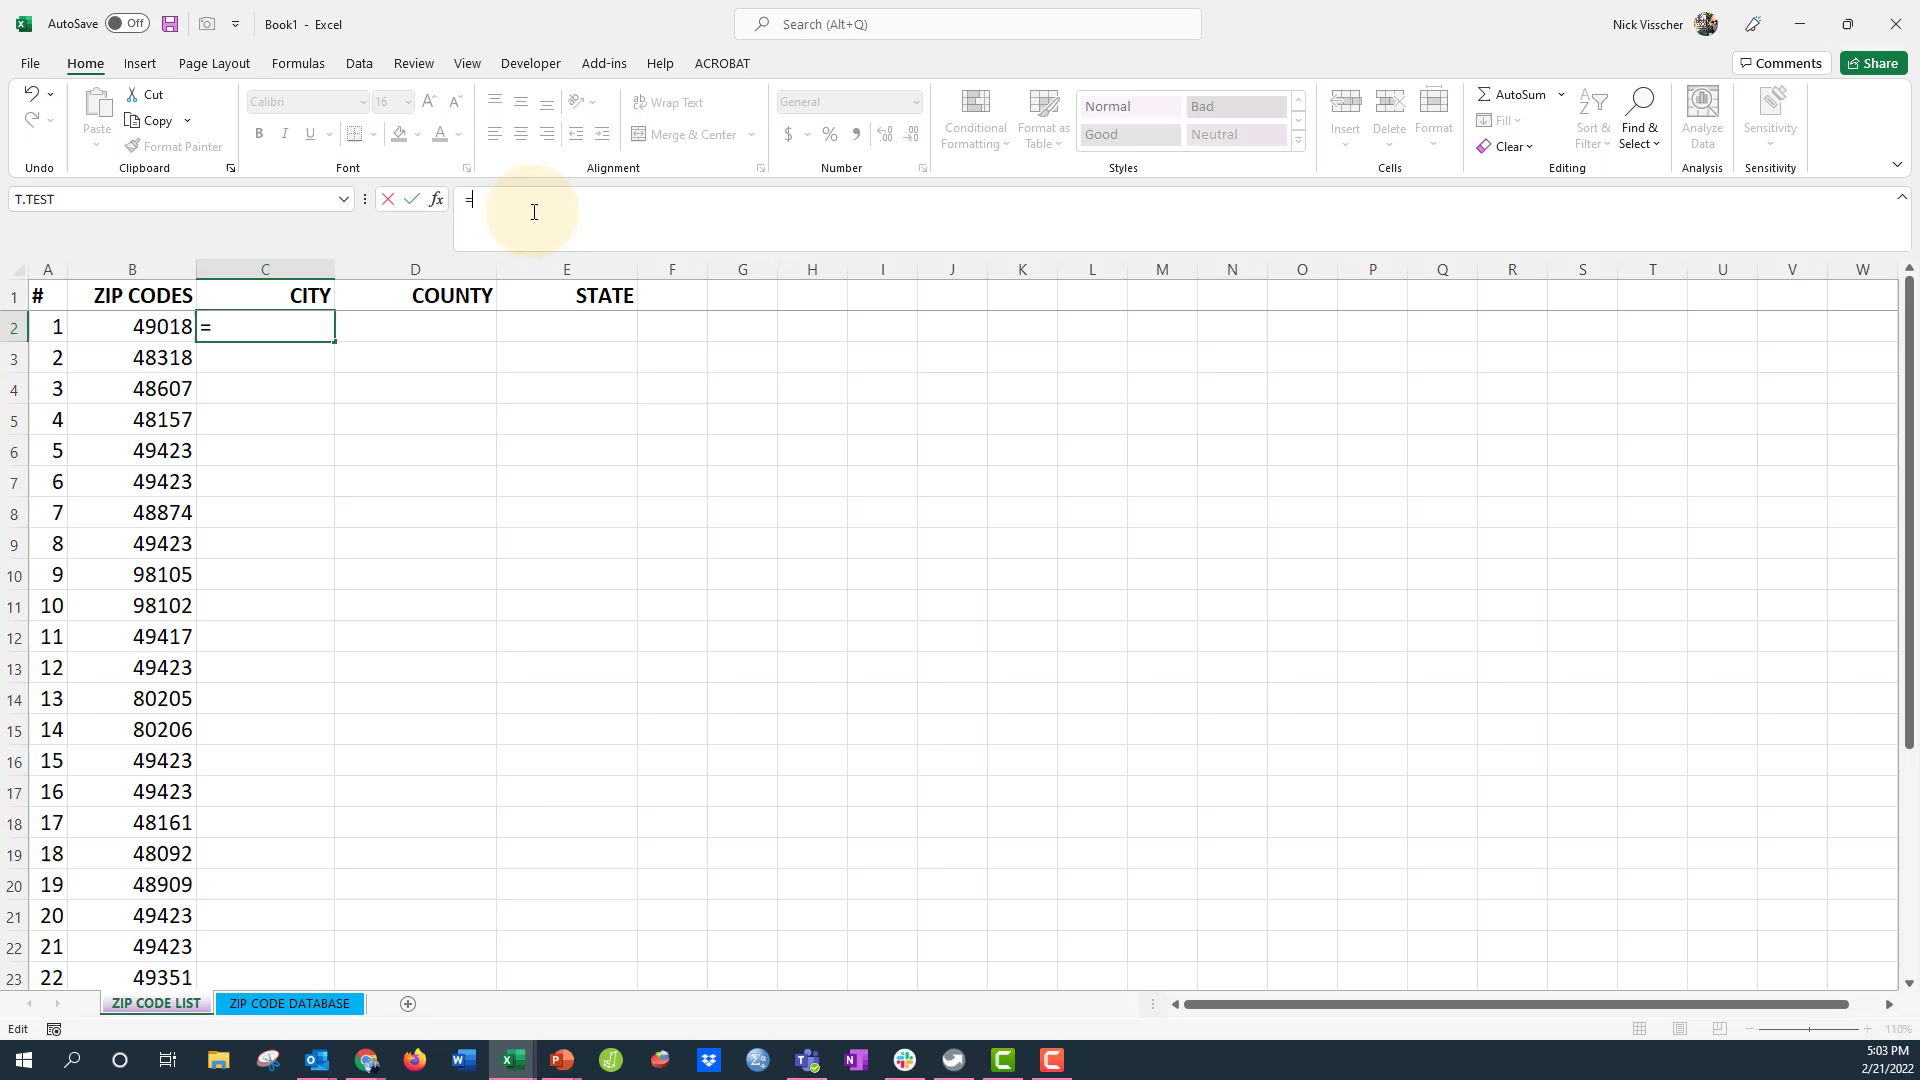 AutoSave Off Book1 - Excel Search (Alt+Q) Nick Visscher
File Home Insert Page Layout Formulas Data Review View Developer Add-ins Help ACROBAT Comments Share
Cut
Copy
Format Painter
Paste
Undo Clipboard
Calibri 16
B I U A
Font
Wrap Text
Merge & Center
Alignment
General
$ % 9
Number
Conditional Formatting
Format as Table
Normal Bad
Good Neutral
Styles
Insert Delete Format
Cells
AutoSum
Fill
Clear
Sort & Filter
Find & Select
Editing
Analyze Data
Analysis
Sensitivity
Sensitivity
T.TEST fx =
A B C D E F G H I J K L M N O P Q R S T U V W
1 # ZIP CODES CITY COUNTY STATE
2 1 49018 =
3 2 48318
4 3 48607
5 4 48157
6 5 49423
7 6 49423
8 7 48874
9 8 49423
10 9 98105
11 10 98102
12 11 49417
13 12 49423
14 13 80205
15 14 80206
16 15 49423
17 16 49423
18 17 48161
19 18 48092
20 19 48909
21 20 49423
22 21 49423
23 22 49351
ZIP CODE LIST ZIP CODE DATABASE
Edit 110%
5:03 PM
2/21/2022